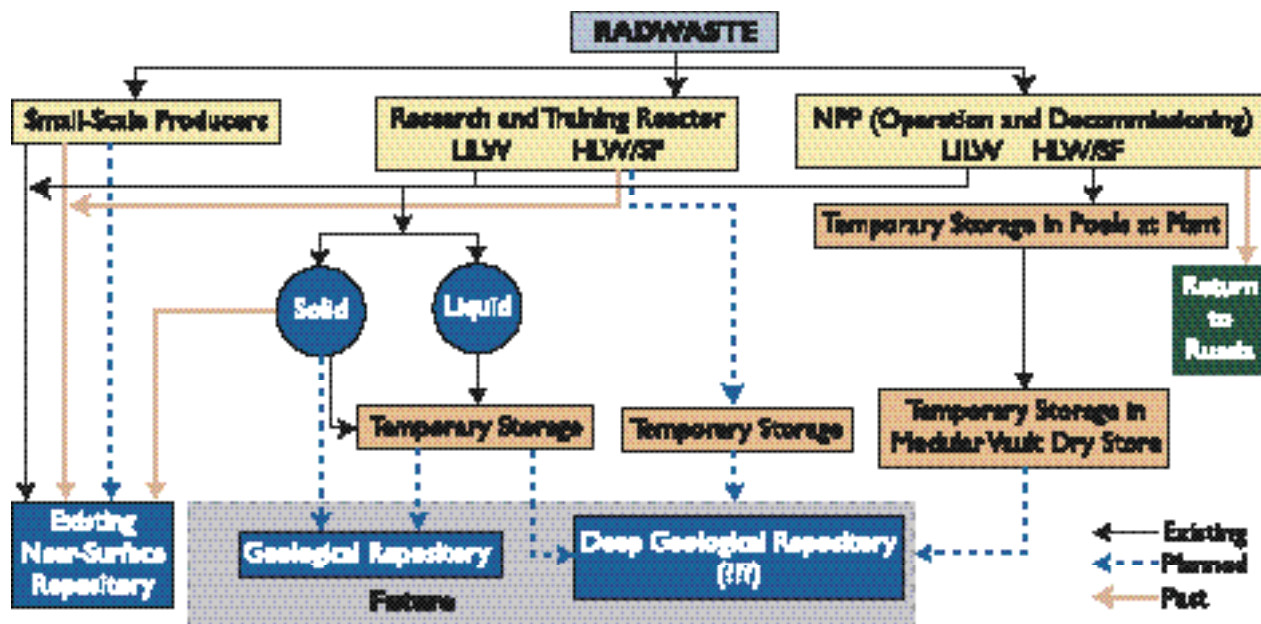 RADWASTE
Small-Scale Producers
Research and Training Reactor
LILW HLW/SF
NPP (Operation and Decommissioning)
LILW HLW/SF
Temporary Storage in Pools at Plant
Solid
Liquid
Return
to
Russia
Temporary Storage
Temporary Storage
Temporary Storage in
Modular Vault Dry Store
Existing
Near-Surface
Repository
Geological Repository
Deep Geological Repository
Future
Existing
Planned
Past